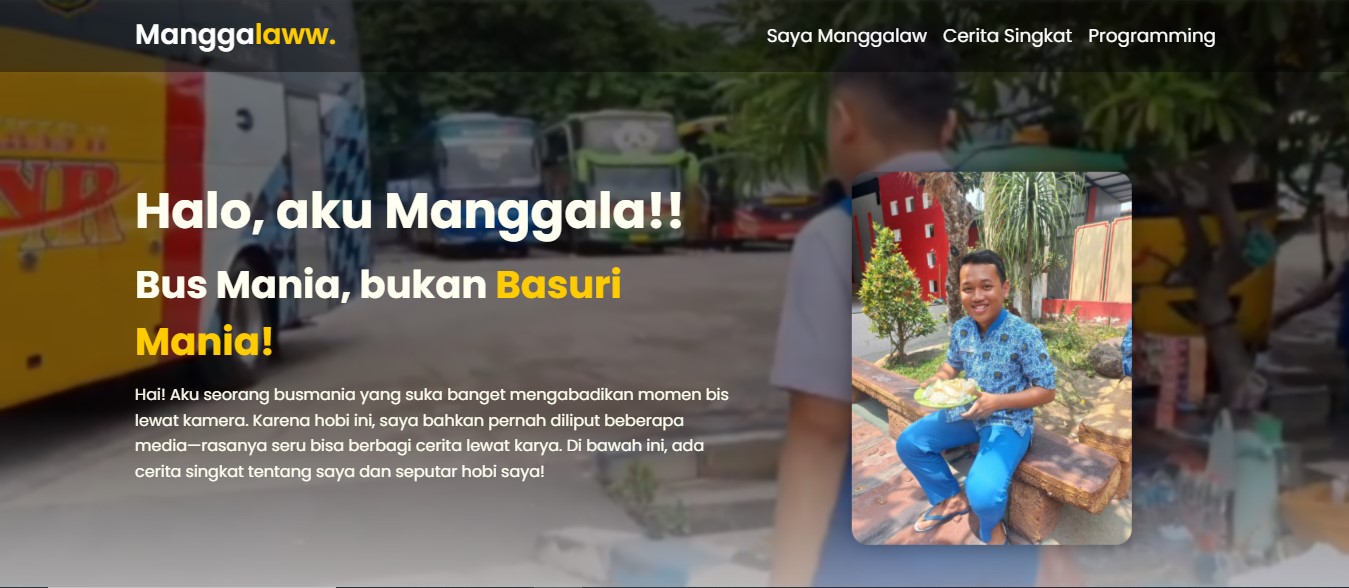 Manggalaww.
Saya Manggalaw Cerita Singkat Programming
Halo, aku Manggala!!
Bus Mania, bukan Basuri
Mania!
Hai! Aku seorang busmania yang suka banget mengabadikan momen bis
lewat kamera. Karena hobi ini, saya bahkan pernah diliput beberapa
media—rasanya seru bisa berbagi cerita lewat karya. Di bawah ini, ada
cerita singkat tentang saya dan seputar hobi saya!